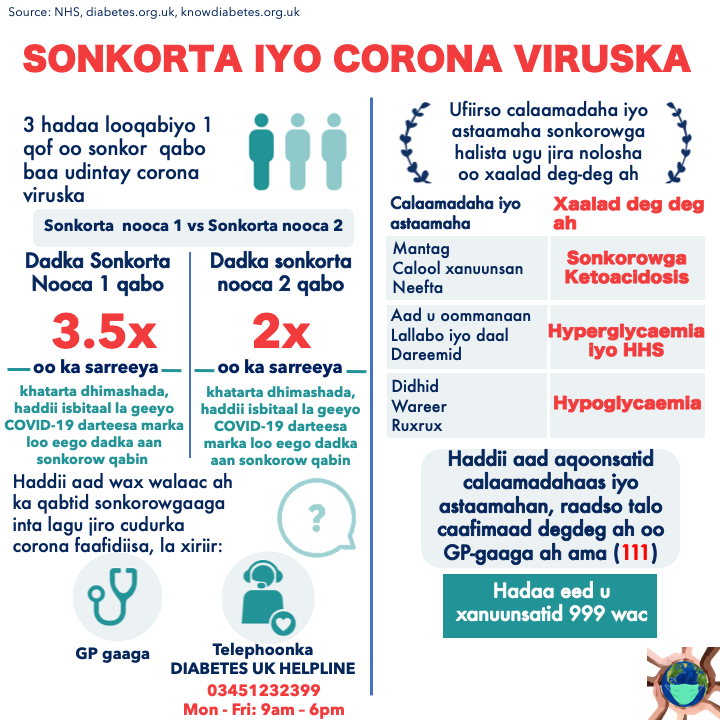 Source: NHS, diabetes.org.uk, knowdiabetes.org.uk
SONKORTA IYO CORONA VIRUSKA
3 hadaa looqabiyo 1
qof oo sonkor qabo
baa udintay corona
viruska
Sonkorta nooca 1 vs Sonkorta nooca 2
Dadka Sonkorta
Nooca 1 qabo
3.5x
oo ka sarreeya
khatarta dhimashada,
haddii isbitaal la geeyo
COVID-19 darteesa marka
loo eego dadka aan
sonkorow qabin
Dadka sonkorta
nooca 2 qabo
2x
oo ka sarreeya
khatarta dhimashada,
haddii isbitaal la geeyo
COVID-19 darteesa
marka loo eego dadka
aan sonkorow qabin
Haddii aad wax walaac ah
ka qabtid sonkorowgaaga
inta lagu jiro cudurka
corona faafidiisa, la xiriir:
?
GP gaaga
Telephoonka
DIABETES UK HELPLINE
03451232399
Mon - Fri: 9am – 6pm
Ufiirso calaamadaha iyo
astaamaha sonkorowga
halista ugu jira nolosha
oo xaalad deg-deg ah
Calaamadaha iyo
astaamaha
Xaalad deg deg
ah
Mantag
Calool xanuunsan
Neefta
Sonkorowga
Ketoacidosis
Aad u oommanaan
Lallabo iyo daal
Dareemid
Hyperglycaemia
iyo HHS
Didhid
Wareer
Ruxrux
Hypoglycaemia
Haddii aad aqoonsatid
calaamadahaas iyo
astaamahan, raadso talo
caafimaad degdeg ah oo
GP-gaaga ah ama (111)
Hadaa eed u
xanuunsatid 999 wac